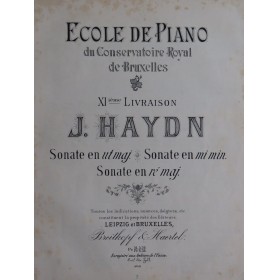 ECOLE DE PIANO
du Conservatoire Royal
de Bruxelles
XIème LIVRAISON
J. HAYDN
Sonate en ut maj Sonate en mi min.
Sonate en ré maj.
LEIPZIG et BRUXELLES,
Breitkopf & Haertel.